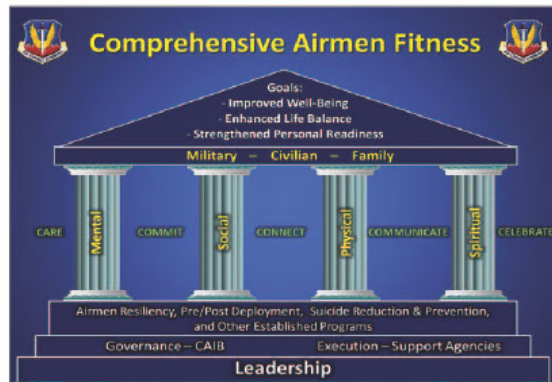 Comprehensive Airmen Fitness
Goals:
- Improved Well-Being
- Enhanced Life Balance
- Strengthened Personal Readiness
Military – Civilian – Family
CARE Mental COMMIT Social CONNECT Physical COMMUNICATE Spiritual CELEBRATE
Airmen Resiliency, Pre/Post Deployment, Suicide Reduction & Prevention,
and Other Established Programs
Governance – CAIB Execution – Support Agencies
Leadership